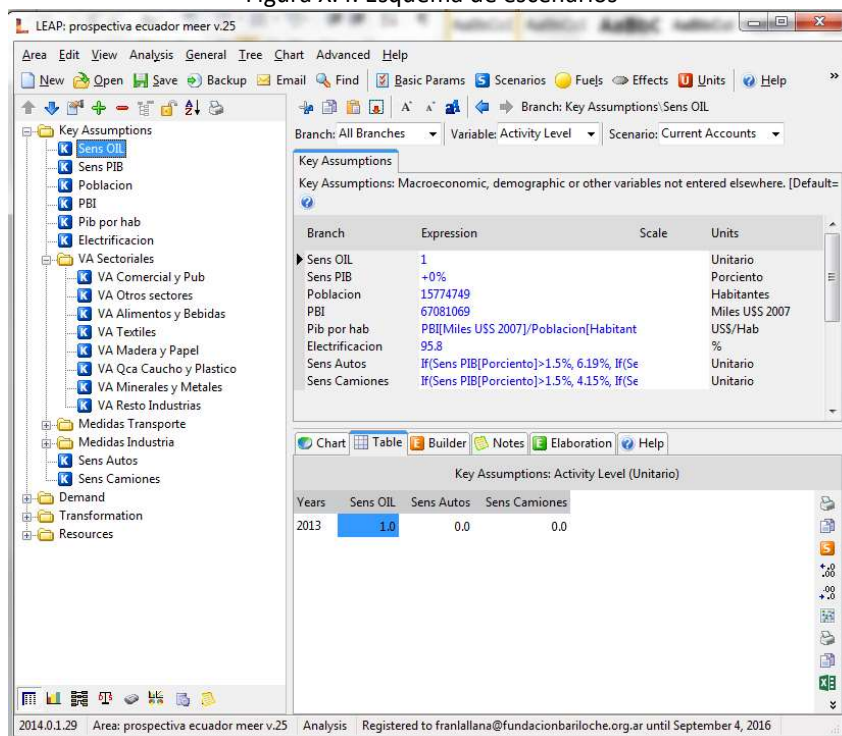 LEAP: prospectiva ecuador meer v.25
Area Edit View Analysis General Tree Chart Advanced Help
New Open Save Backup Email Find Basic Params Scenarios Fuels Effects Units Help »
Branch: Key Assumptions\Sens OIL
Branch: All Branches Variable: Activity Level Scenario: Current Accounts
Key Assumptions
Sens OIL
Sens PIB
Poblacion
PBI
Pib por hab
Electrificacion
VA Sectoriales
VA Comercial y Pub
VA Otros sectores
VA Alimentos y Bebidas
VA Textiles
VA Madera y Papel
VA Qca Caucho y Plastico
VA Minerales y Metales
VA Resto Industrias
Medidas Transporte
Medidas Industria
Sens Autos
Sens Camiones
Demand
Transformation
Resources
Key Assumptions
Key Assumptions: Macroeconomic, demographic or other variables not entered elsewhere. [Default=
Branch Expression Scale Units
Sens OIL 1 Unitario
Sens PIB +0% Porciento
Poblacion 15774749 Habitantes
PBI 67081069 Miles U$S 2007
Pib por hab PBI[Miles U$S 2007]/Poblacion[Habitant US$/Hab
Electrificacion 95.8 %
Sens Autos If(Sens PIB[Porciento]>1.5%, 6.19%, If(Se Unitario
Sens Camiones If(Sens PIB[Porciento]>1.5%, 4.15%, If(Se Unitario
Chart Table Builder Notes Elaboration Help
Key Assumptions: Activity Level (Unitario)
Years Sens OIL Sens Autos Sens Camiones
2013 1.0 0.0 0.0
2014.0.1.29 Area: prospectiva ecuador meer v.25 Analysis Registered to franlallana@fundacionbariloche.org.ar until September 4, 2016